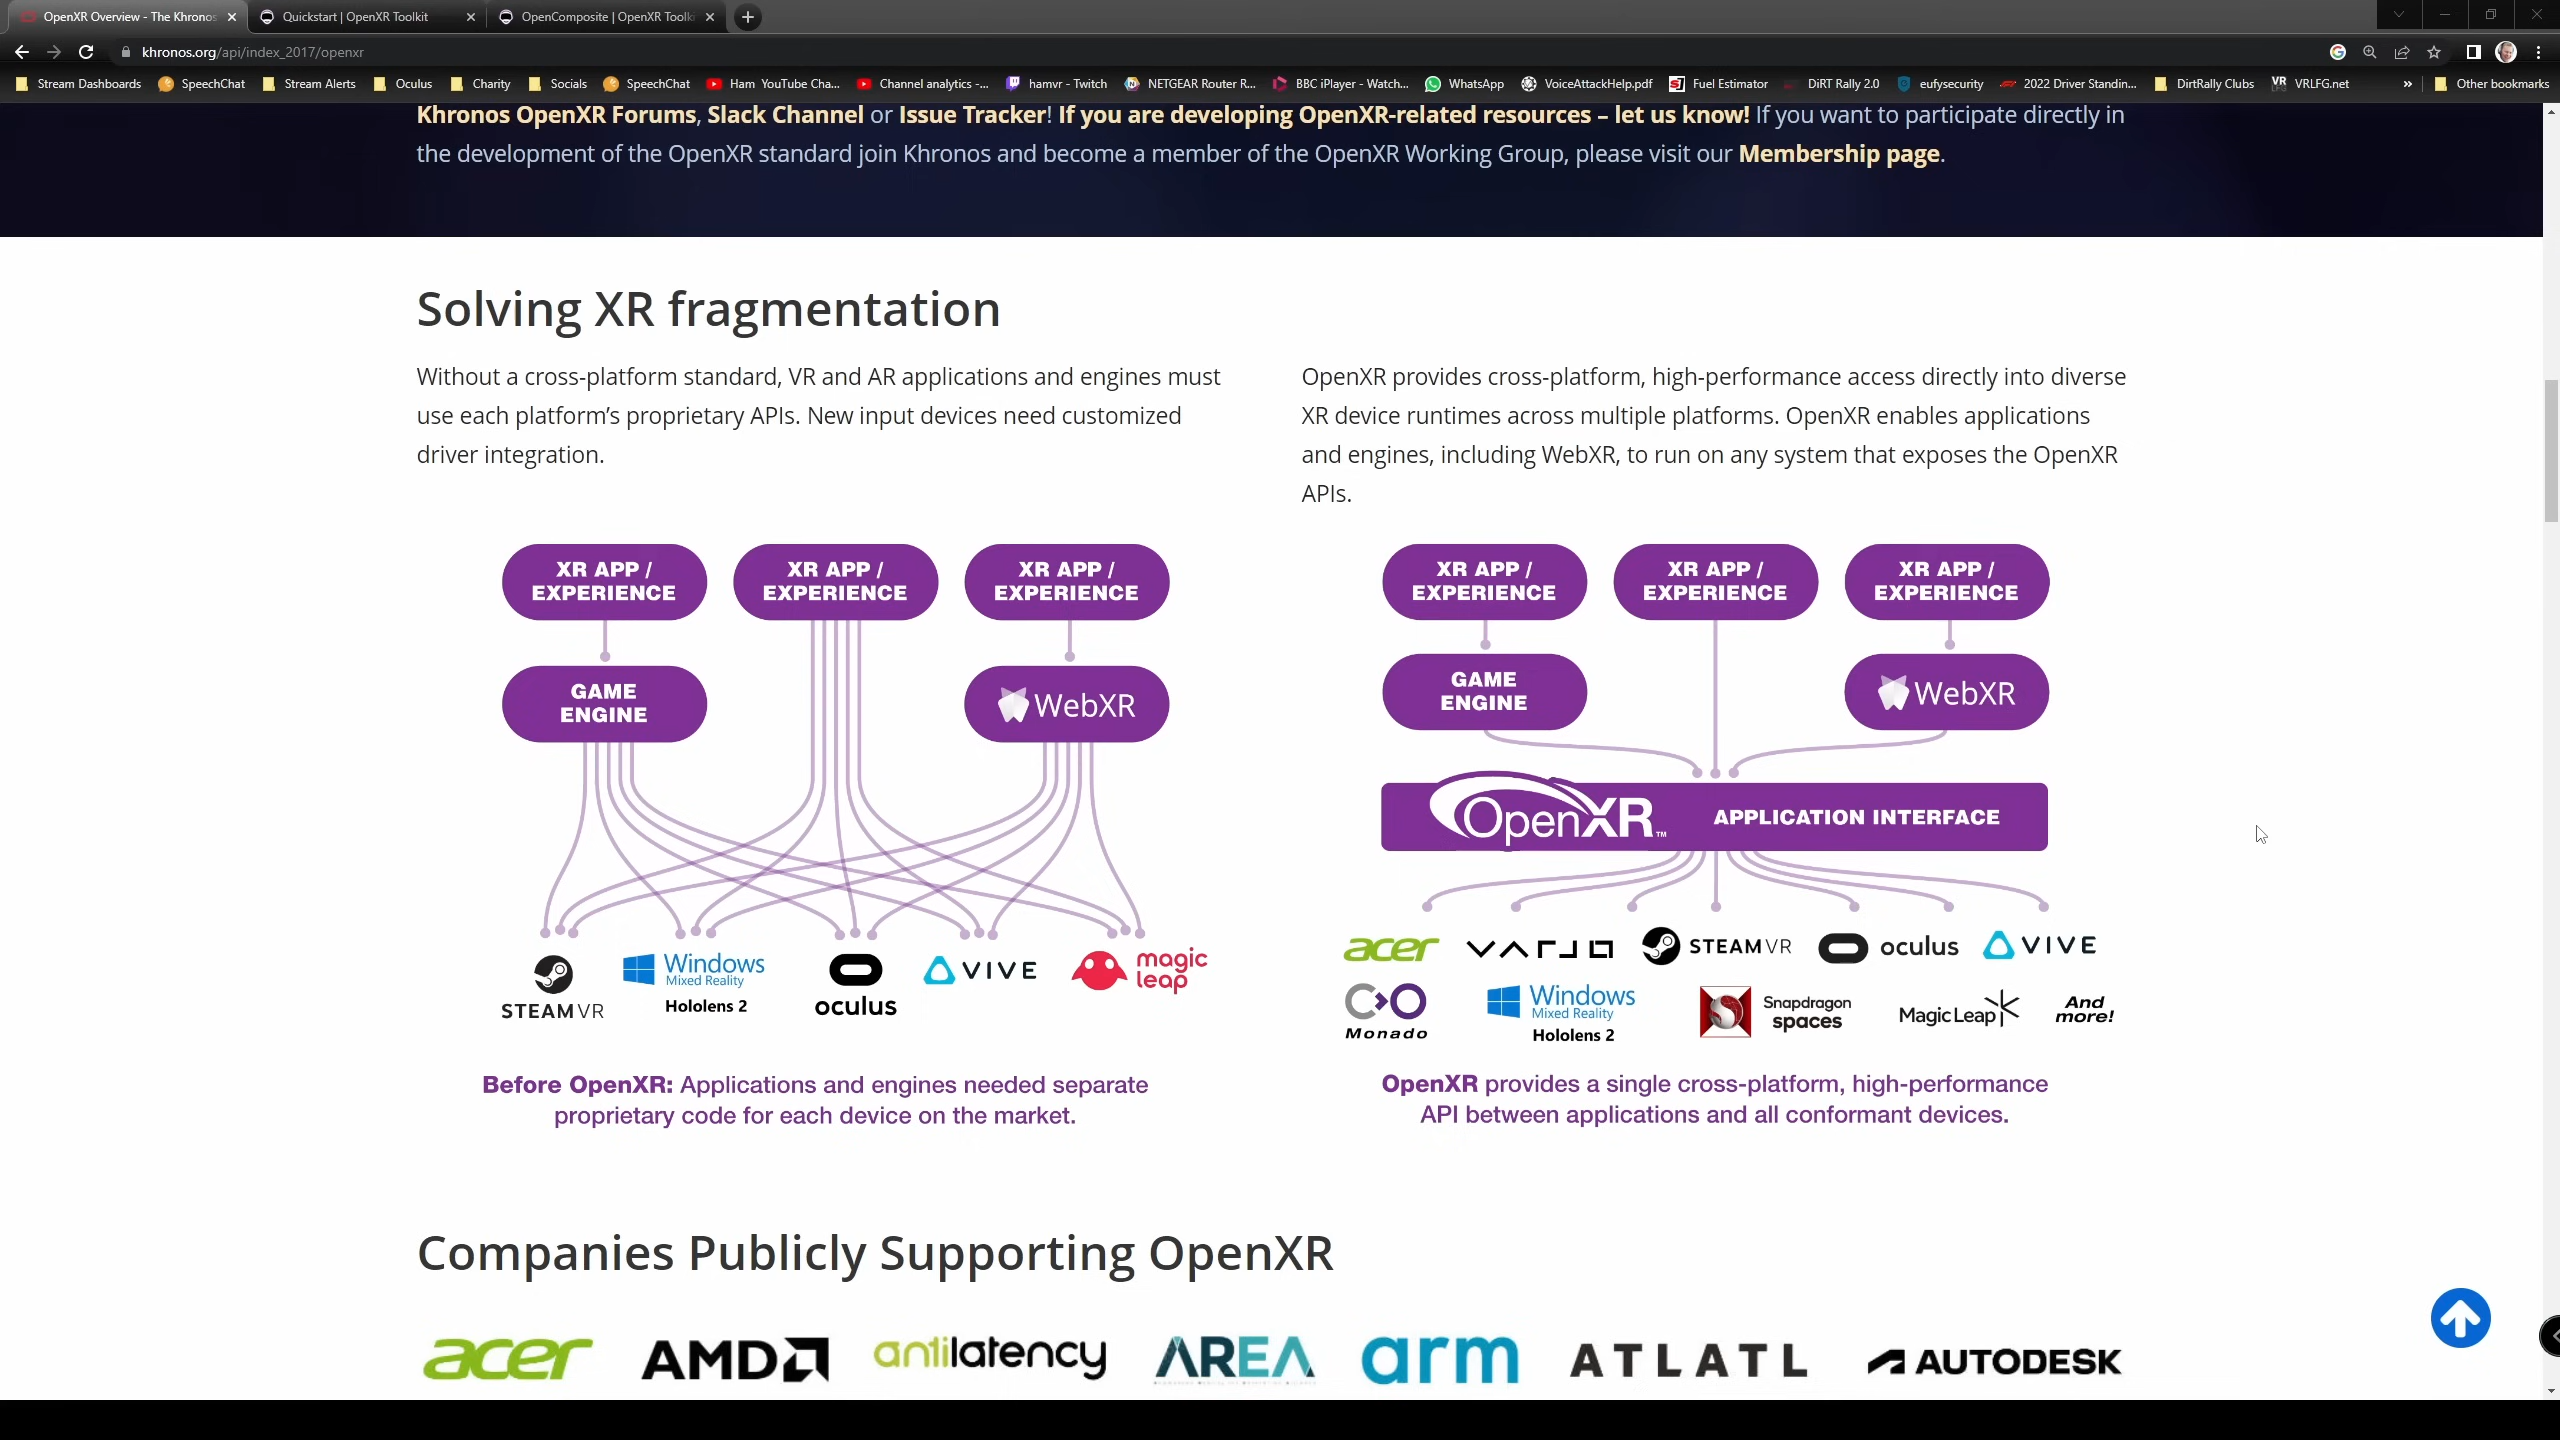 OpenXR Overview - The Khronos
Quickstart | OpenXR Toolkit
OpenComposite | OpenXR Toolk
khronos.org/api/index_2017/openxr
Stream Dashboards
SpeechChat
Stream Alerts
Oculus
Charity
Socials
SpeechChat
Ham YouTube Cha...
Channel analytics -...
hamvr - Twitch
NETGEAR Router R...
BBC iPlayer - Watch...
WhatsApp
VoiceAttackHelp.pdf
Fuel Estimator
DiRT Rally 2.0
eufysecurity
2022 Driver Standin...
DirtRally Clubs
VR
VRLFG.net
»
Other bookmarks
Khronos OpenXR Forums, Slack Channel or Issue Tracker! If you are developing OpenXR-related resources – let us know! If you want to participate directly in
the development of the OpenXR standard join Khronos and become a member of the OpenXR Working Group, please visit our Membership page.
Solving XR fragmentation
Without a cross-platform standard, VR and AR applications and engines must
use each platform's proprietary APIs. New input devices need customized
driver integration.
XR APP /
EXPERIENCE
XR APP /
EXPERIENCE
XR APP /
EXPERIENCE
GAME
ENGINE
WebXR
STEAM VR
Windows
Mixed Reality
Hololens 2
oculus
VIVE
magic
leap
Before OpenXR: Applications and engines needed separate
proprietary code for each device on the market.
OpenXR provides cross-platform, high-performance access directly into diverse
XR device runtimes across multiple platforms. OpenXR enables applications
and engines, including WebXR, to run on any system that exposes the OpenXR
APIs.
XR APP /
EXPERIENCE
XR APP /
EXPERIENCE
XR APP /
EXPERIENCE
GAME
ENGINE
WebXR
OpenXR™ APPLICATION INTERFACE
acer
VARJO
STEAM VR
oculus
VIVE
Monado
Windows
Mixed Reality
Hololens 2
Snapdragon
spaces
Magic Leap
And
more!
OpenXR provides a single cross-platform, high-performance
API between applications and all conformant devices.
Companies Publicly Supporting OpenXR
acer
AMD
antilatency
AREA
arm
ATLATL
AUTODESK